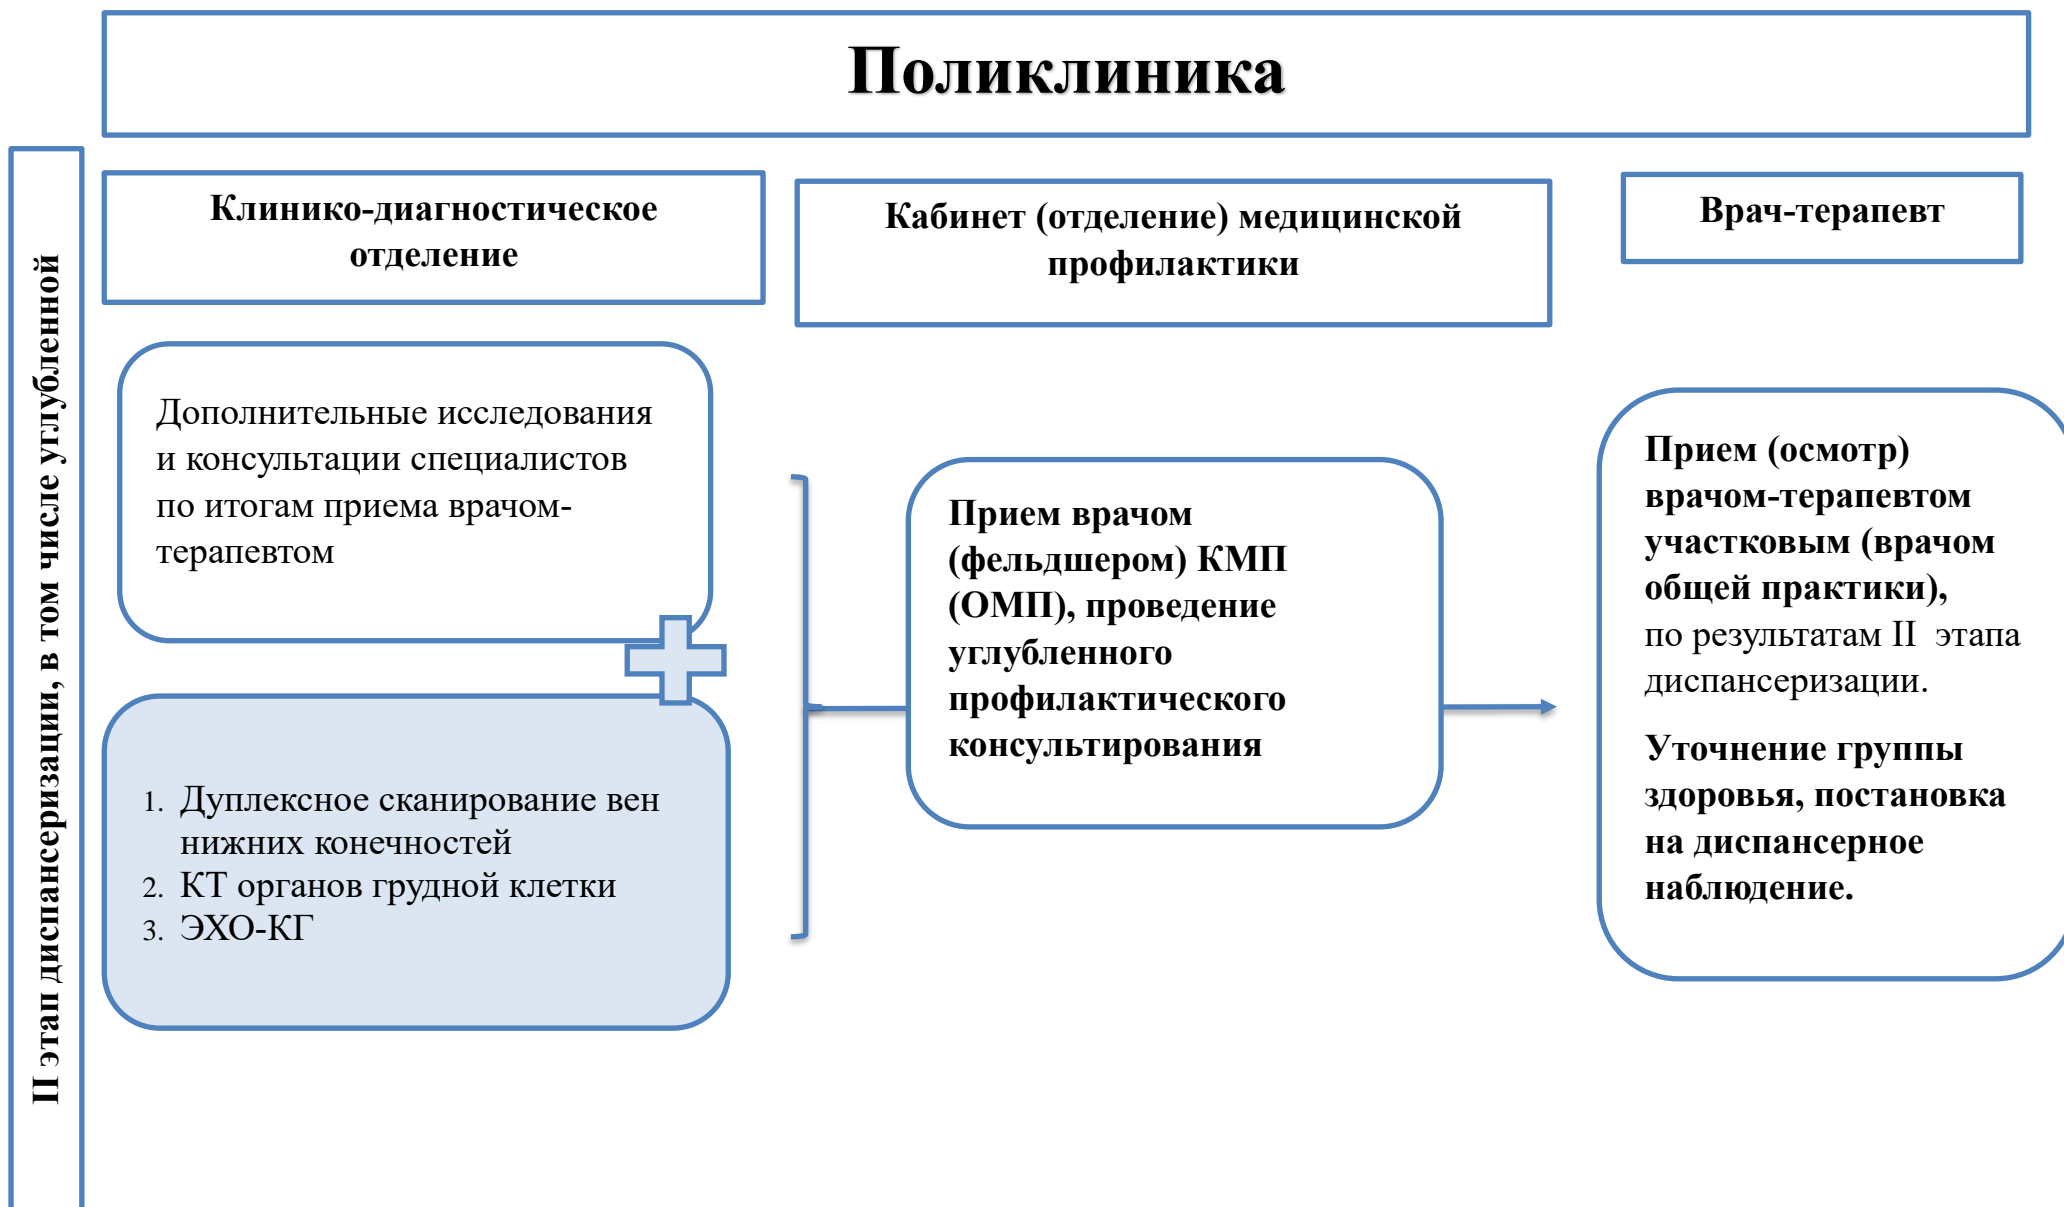 Поликлиника
II этап диспансеризации, в том числе углубленной
Клинико-диагностическое
отделение
Кабинет (отделение) медицинской
профилактики
Врач-терапевт
Дополнительные исследования
и консультации специалистов
по итогам приема врачом-
терапевтом
1. Дуплексное сканирование вен
нижних конечностей
2. КТ органов грудной клетки
3. ЭХО-КГ
Прием врачом
(фельдшером) КМП
(ОМП), проведение
углубленного
профилактического
консультирования
Прием (осмотр)
врачом-терапевтом
участковым (врачом
общей практики),
по результатам II этапа
диспансеризации.
Уточнение группы
здоровья, постановка
на диспансерное
наблюдение.